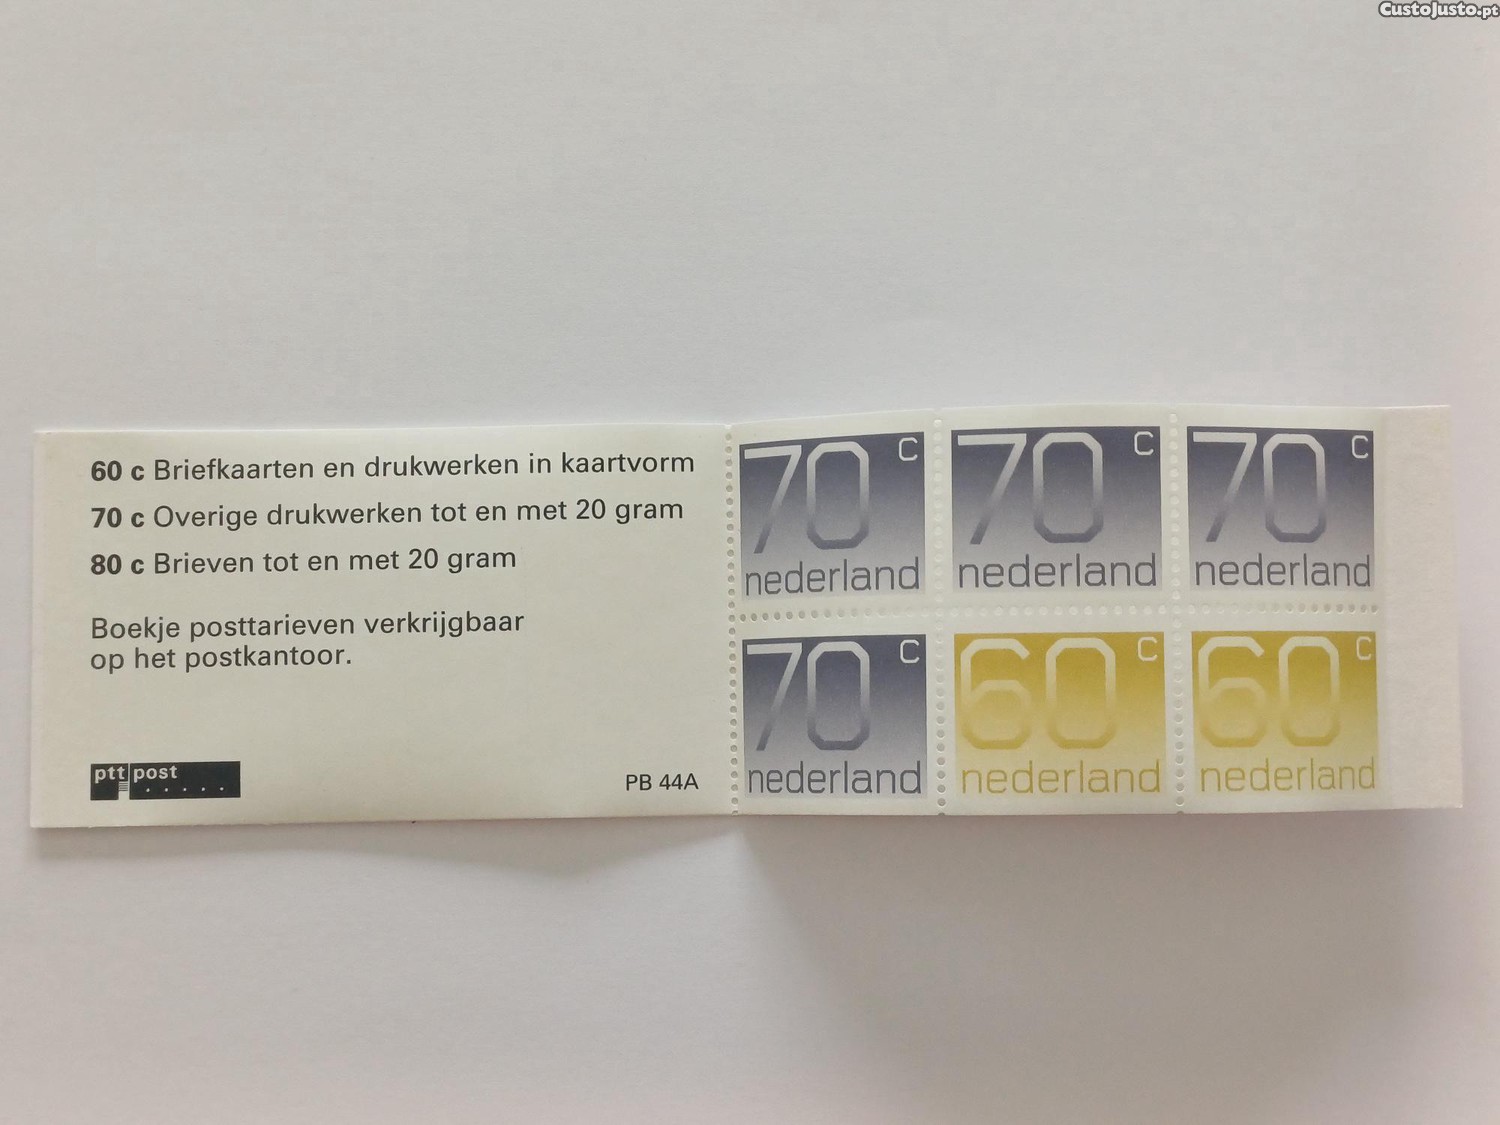 CustoJusto.pt
60 c Briefkaarten en drukwerken in kaartvorm
70 c Overige drukwerken tot en met 20 gram
80 c Brieven tot en met 20 gram
Boekje posttarieven verkrijgbaar
op het postkantoor.
ptt post
PB 44A
70 c
nederland
70 c
nederland
70 c
nederland
70 c
nederland
60 c
nederland
60 c
nederland